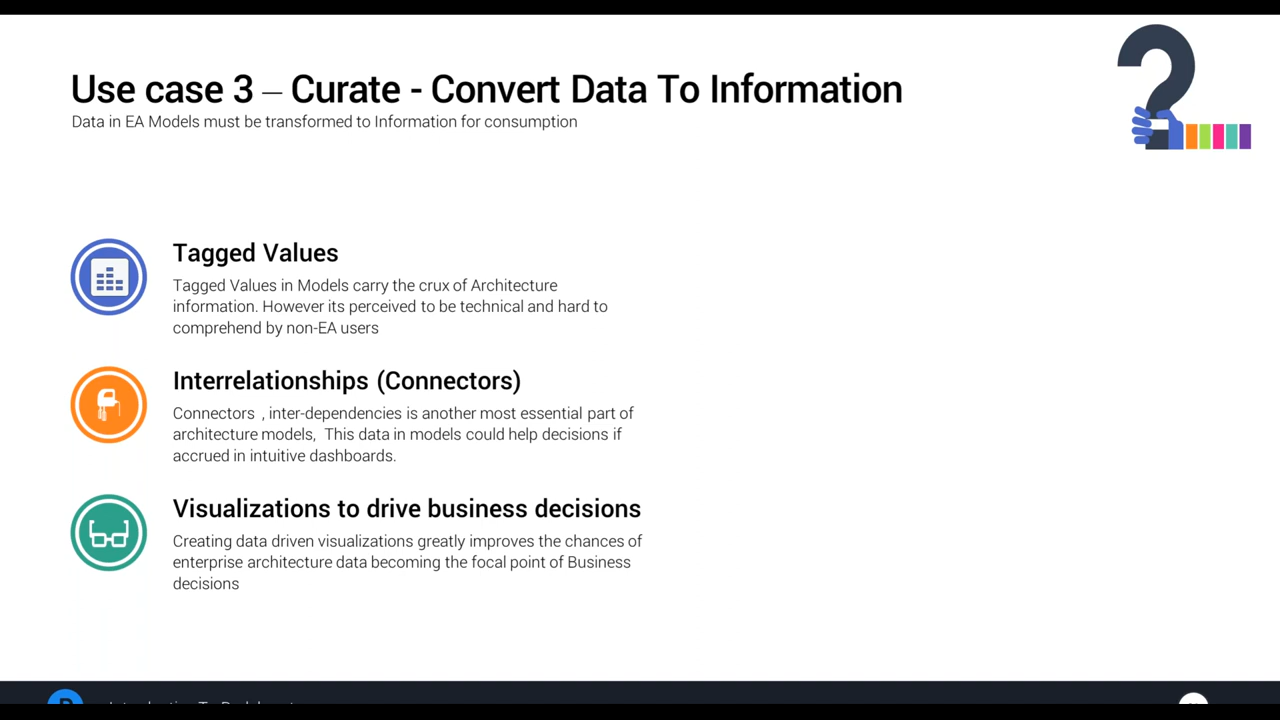 Use case 3 – Curate - Convert Data To Information
Data in EA Models must be transformed to Information for consumption
Tagged Values
Tagged Values in Models carry the crux of Architecture
information. However its perceived to be technical and hard to
comprehend by non-EA users
Interrelationships (Connectors)
Connectors , inter-dependencies is another most essential part of
architecture models, This data in models could help decisions if
accrued in intuitive dashboards.
Visualizations to drive business decisions
Creating data driven visualizations greatly improves the chances of
enterprise architecture data becoming the focal point of Business
decisions